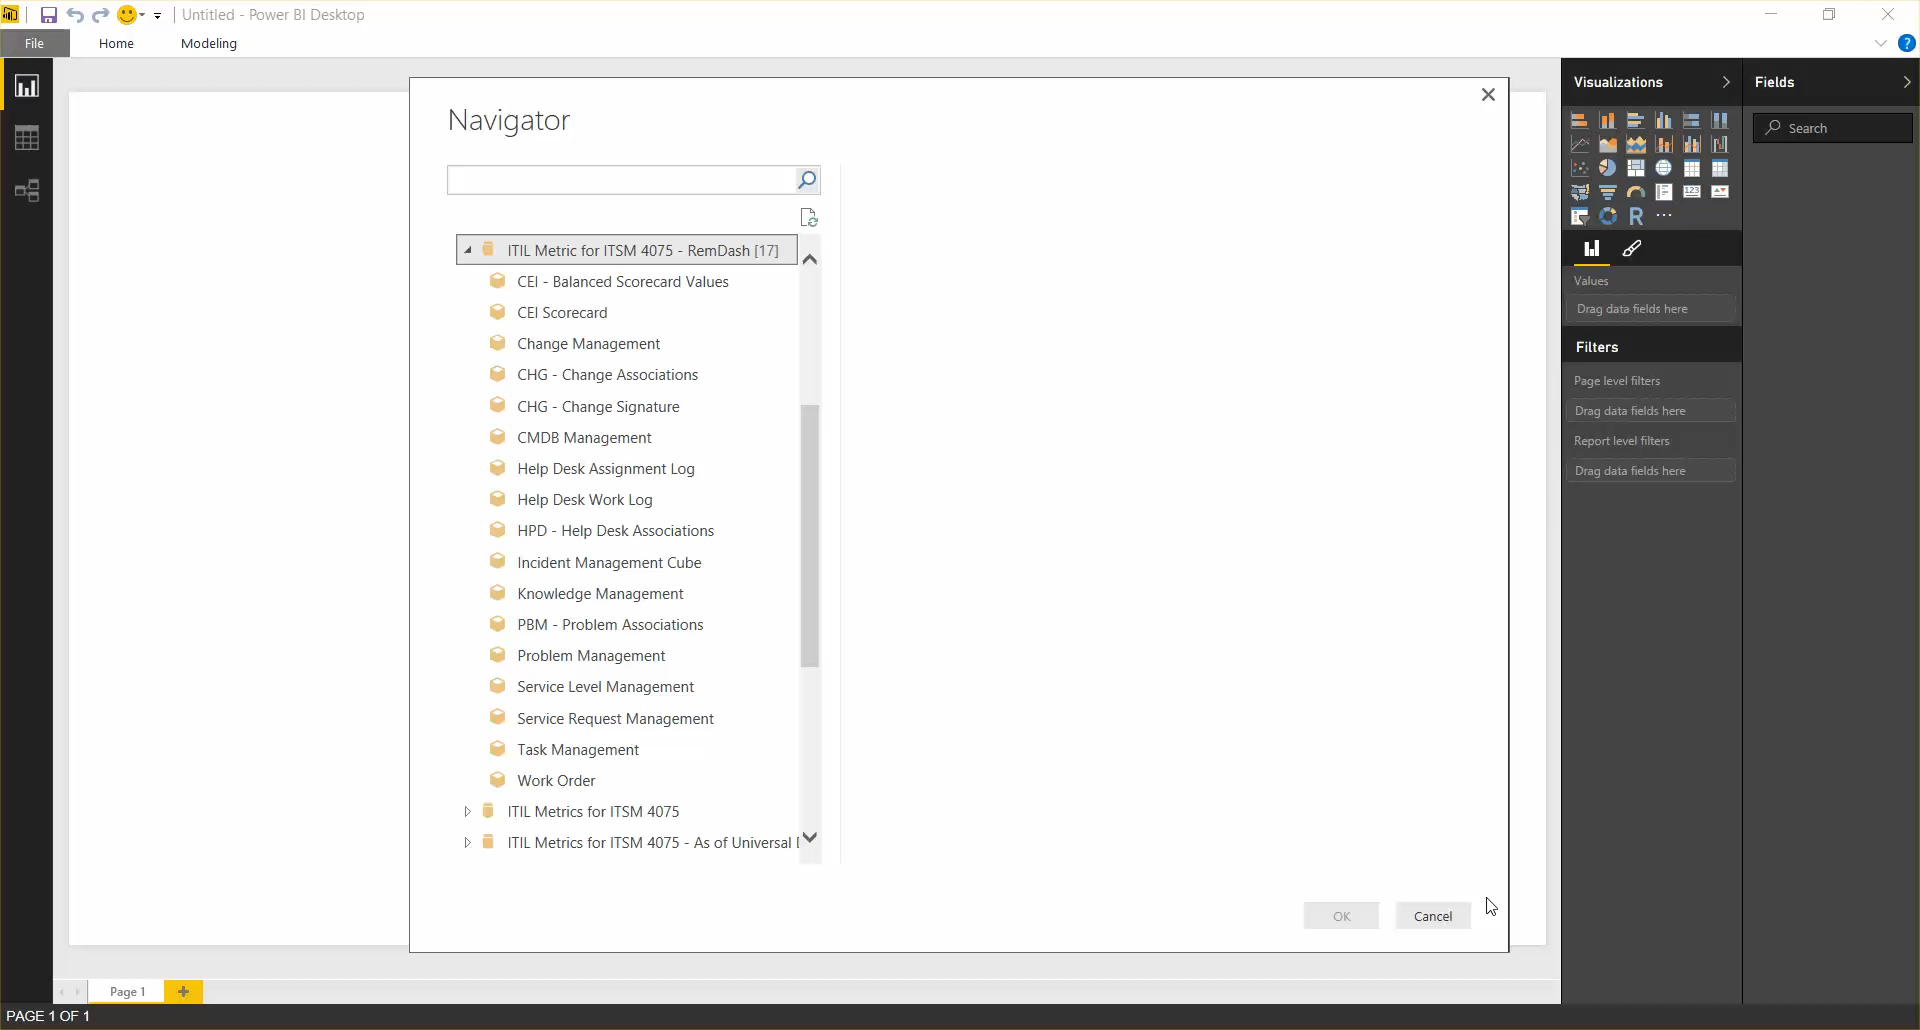 Untitled - Power BI Desktop
File Home Modeling
?
Navigator
ITIL Metric for ITSM 4075 - RemDash [17]
CEI - Balanced Scorecard Values
CEI Scorecard
Change Management
CHG - Change Associations
CHG - Change Signature
CMDB Management
Help Desk Assignment Log
Help Desk Work Log
HPD - Help Desk Associations
Incident Management Cube
Knowledge Management
PBM - Problem Associations
Problem Management
Service Level Management
Service Request Management
Task Management
Work Order
ITIL Metrics for ITSM 4075
ITIL Metrics for ITSM 4075 - As of Universal
OK Cancel
Visualizations
123
R
Values
Drag data fields here
Filters
Page level filters
Drag data fields here
Report level filters
Drag data fields here
Fields
Search
Page 1
PAGE 1 OF 1